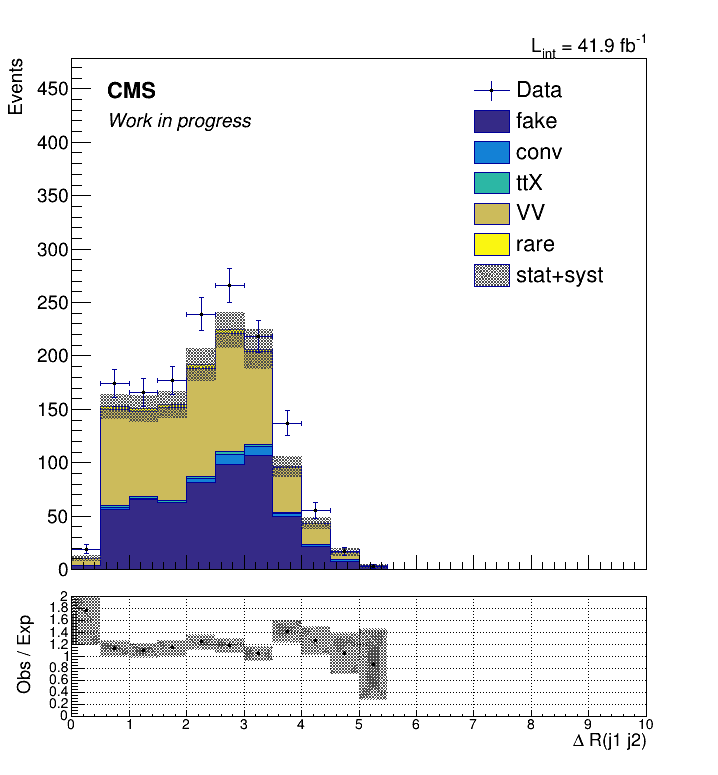 L_int = 41.9 fb^-1
Events
CMS
Work in progress
Data
fake
conv
ttX
VV
rare
stat+syst
450
400
350
300
250
200
150
100
50
0
Obs / Exp
2
1.8
1.6
1.4
1.2
1
0.8
0.6
0.4
0.2
0
0 1 2 3 4 5 6 7 8 9 10
Δ R(j1 j2)